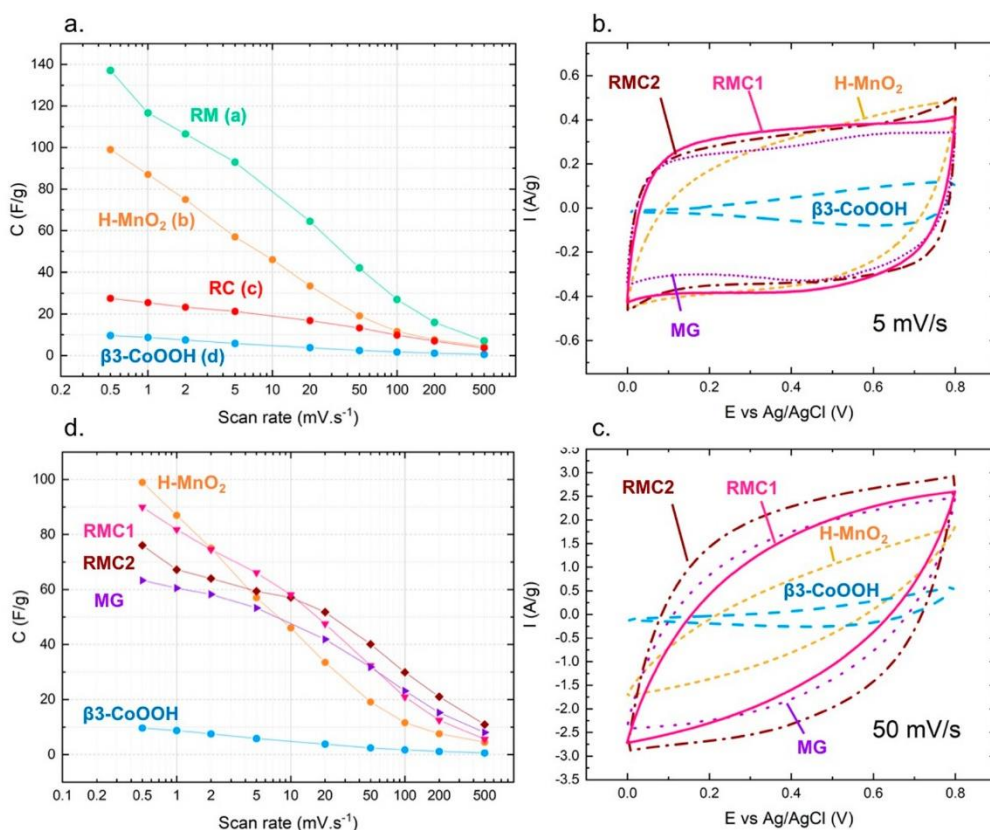 a.
C (F/g)
140
120
100
80
60
40
20
0
RM (a)
H-MnO₂ (b)
RC (c)
β3-CoOOH (d)
0.2 0.5 1 2 5 10 20 50 100 200 500
Scan rate (mV.s⁻¹)
b.
I (A/g)
0.6
0.4
0.2
0.0
-0.2
-0.4
-0.6
RMC2
RMC1
H-MnO₂
β3-CoOOH
MG
5 mV/s
0.0 0.2 0.4 0.6 0.8
E vs Ag/AgCl (V)
d.
C (F/g)
100
80
60
40
20
0
H-MnO₂
RMC1
RMC2
MG
β3-CoOOH
0.1 0.2 0.5 1 2 5 10 20 50 100 200 500
Scan rate (mV.s⁻¹)
c.
I (A/g)
3.5
3.0
2.5
2.0
1.5
1.0
0.5
0.0
-0.5
-1.0
-1.5
-2.0
-2.5
-3.0
-3.5
RMC2
RMC1
H-MnO₂
β3-CoOOH
MG
50 mV/s
0.0 0.2 0.4 0.6 0.8
E vs Ag/AgCl (V)